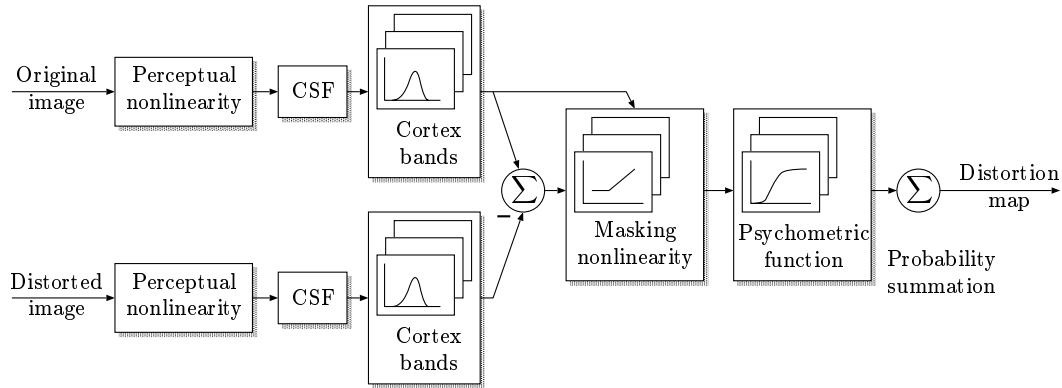 Original
image
Perceptual
nonlinearity
CSF
Cortex
bands
Distorted
image
Perceptual
nonlinearity
CSF
Cortex
bands
Σ
−
Masking
nonlinearity
Psychometric
function
Σ
Probability
summation
Distortion
map